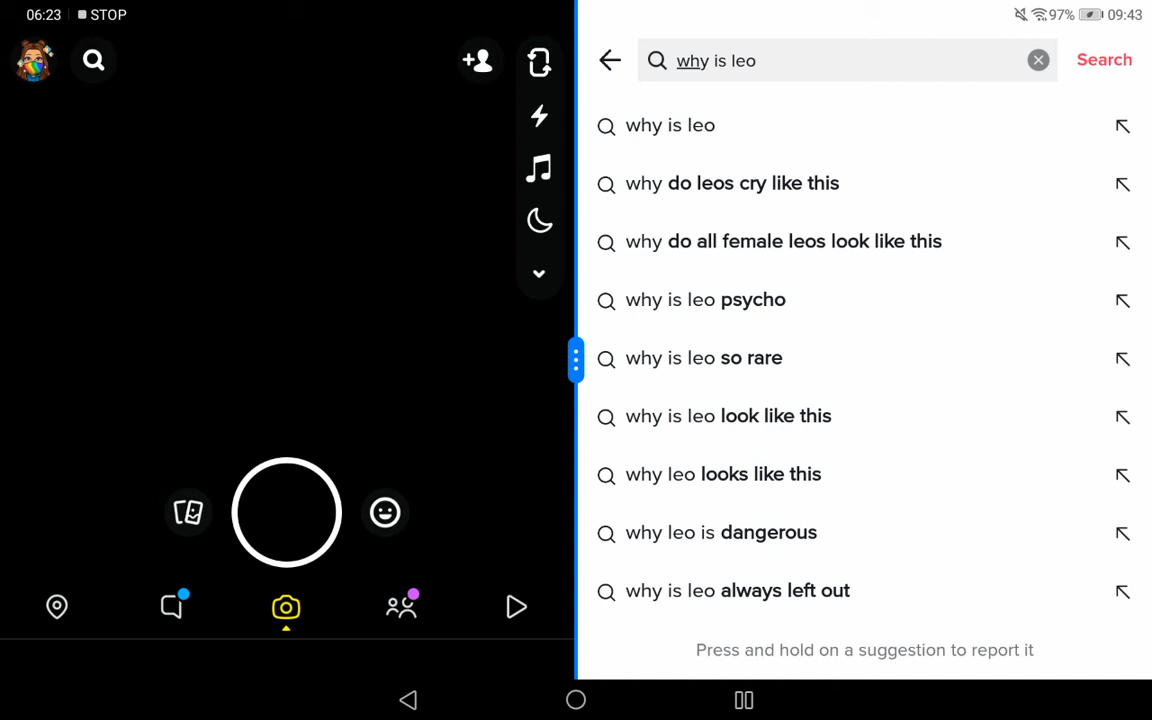 06:23 STOP
97% 09:43
why is leo
Search
why is leo
why do leos cry like this
why do all female leos look like this
why is leo psycho
why is leo so rare
why is leo look like this
why leo looks like this
why leo is dangerous
why is leo always left out
Press and hold on a suggestion to report it